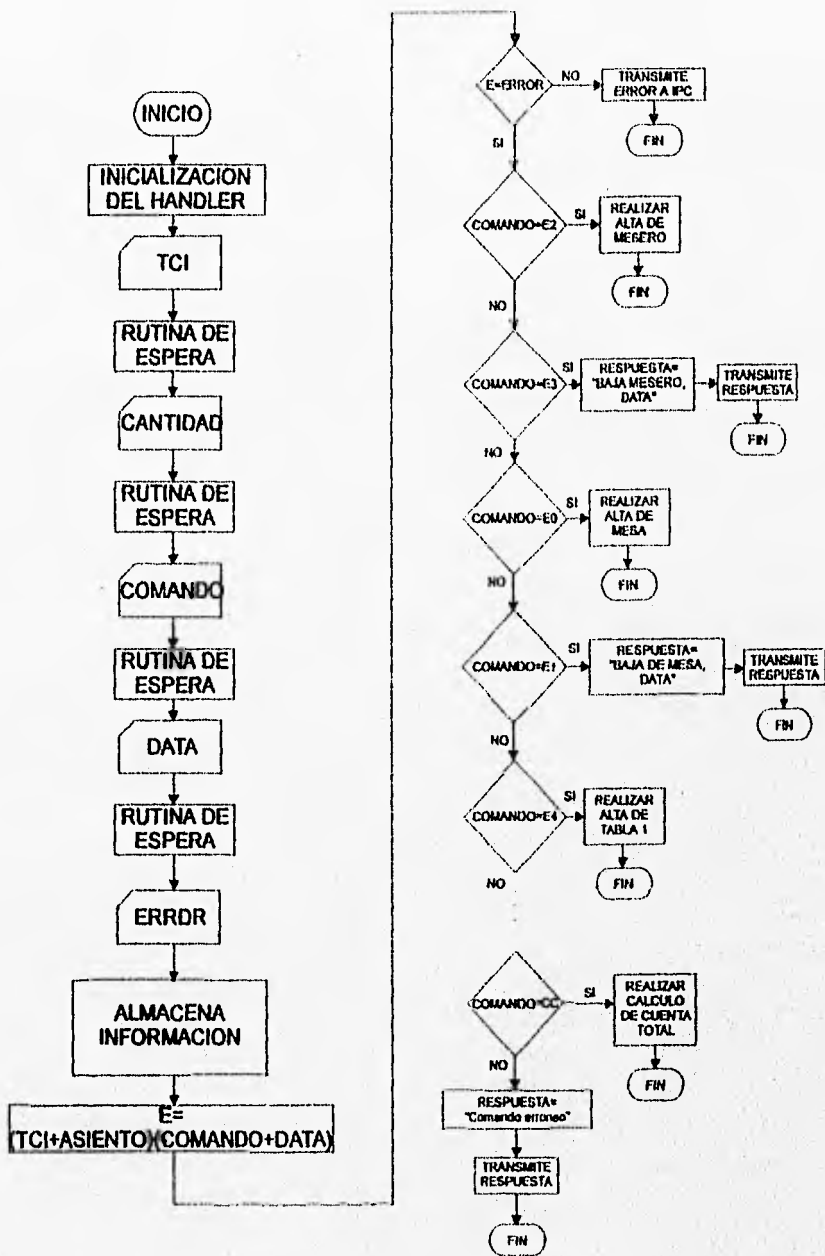 INICIO
INICIALIZACION
DEL HANDLER
TCI
RUTINA DE
ESPERA
CANTIDAD
RUTINA DE
ESPERA
COMANDO
RUTINA DE
ESPERA
DATA
RUTINA DE
ESPERA
ERROR
ALMACENA
INFORMACION
E=
(TCI+ASIENTO)(COMANDO+DATA)
E=ERROR
NO
TRANSMITE
ERROR A IPC
FIN
SI
COMANDO=E2
SI
REALIZAR
ALTA DE
MESERO
FIN
NO
COMANDO=E3
SI
RESPUESTA=
"BAJA MESERO,
DATA"
TRANSMITE
RESPUESTA
FIN
NO
COMANDO=E0
SI
REALIZAR
ALTA DE
MESA
FIN
NO
COMANDO=E1
SI
RESPUESTA=
"BAJA DE MESA,
DATA"
TRANSMITE
RESPUESTA
FIN
NO
COMANDO=E4
SI
REALIZAR
ALTA DE
TABLA 1
FIN
NO
COMANDO=CC
SI
REALIZAR
CALCULO
DE CUENTA
TOTAL
FIN
NO
RESPUESTA=
"Comando erroneo"
TRANSMITE
RESPUESTA
FIN